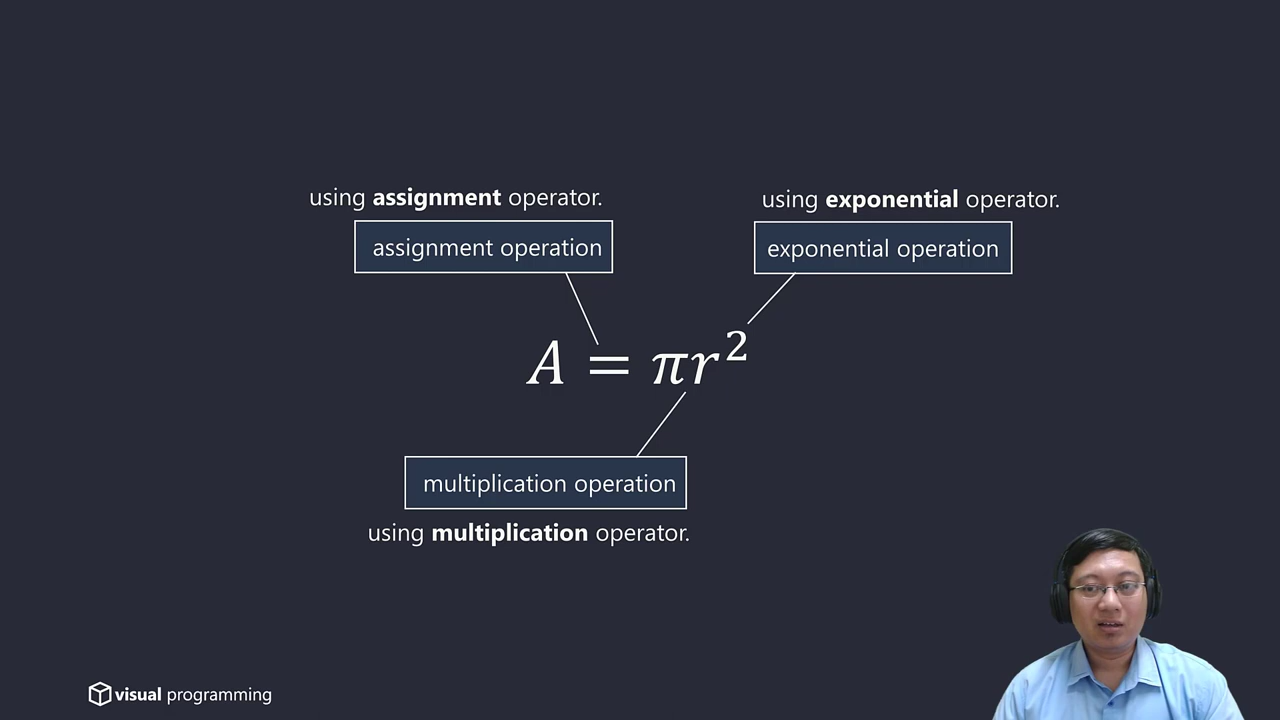 using assignment operator.
using exponential operator.
assignment operation
exponential operation
A = πr²
multiplication operation
using multiplication operator.
visual programming